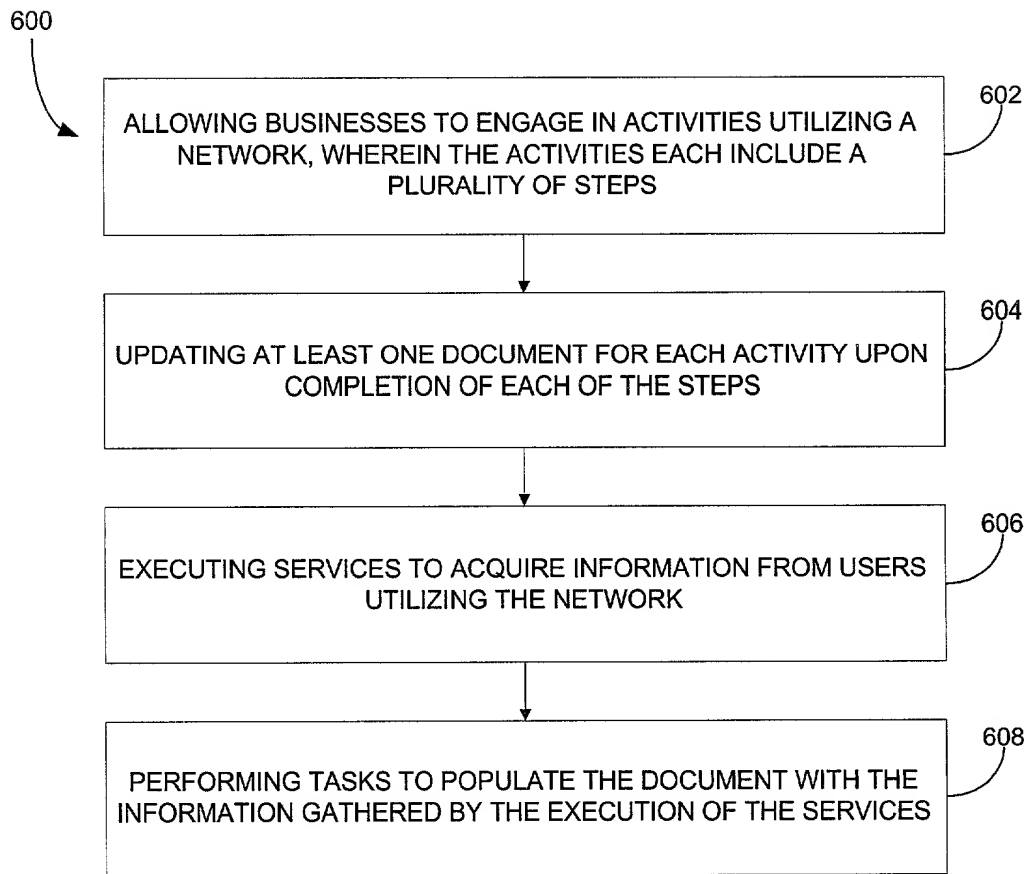 600
602
ALLOWING BUSINESSES TO ENGAGE IN ACTIVITIES UTILIZING A
NETWORK, WHEREIN THE ACTIVITIES EACH INCLUDE A
PLURALITY OF STEPS
604
UPDATING AT LEAST ONE DOCUMENT FOR EACH ACTIVITY UPON
COMPLETION OF EACH OF THE STEPS
606
EXECUTING SERVICES TO ACQUIRE INFORMATION FROM USERS
UTILIZING THE NETWORK
608
PERFORMING TASKS TO POPULATE THE DOCUMENT WITH THE
INFORMATION GATHERED BY THE EXECUTION OF THE SERVICES